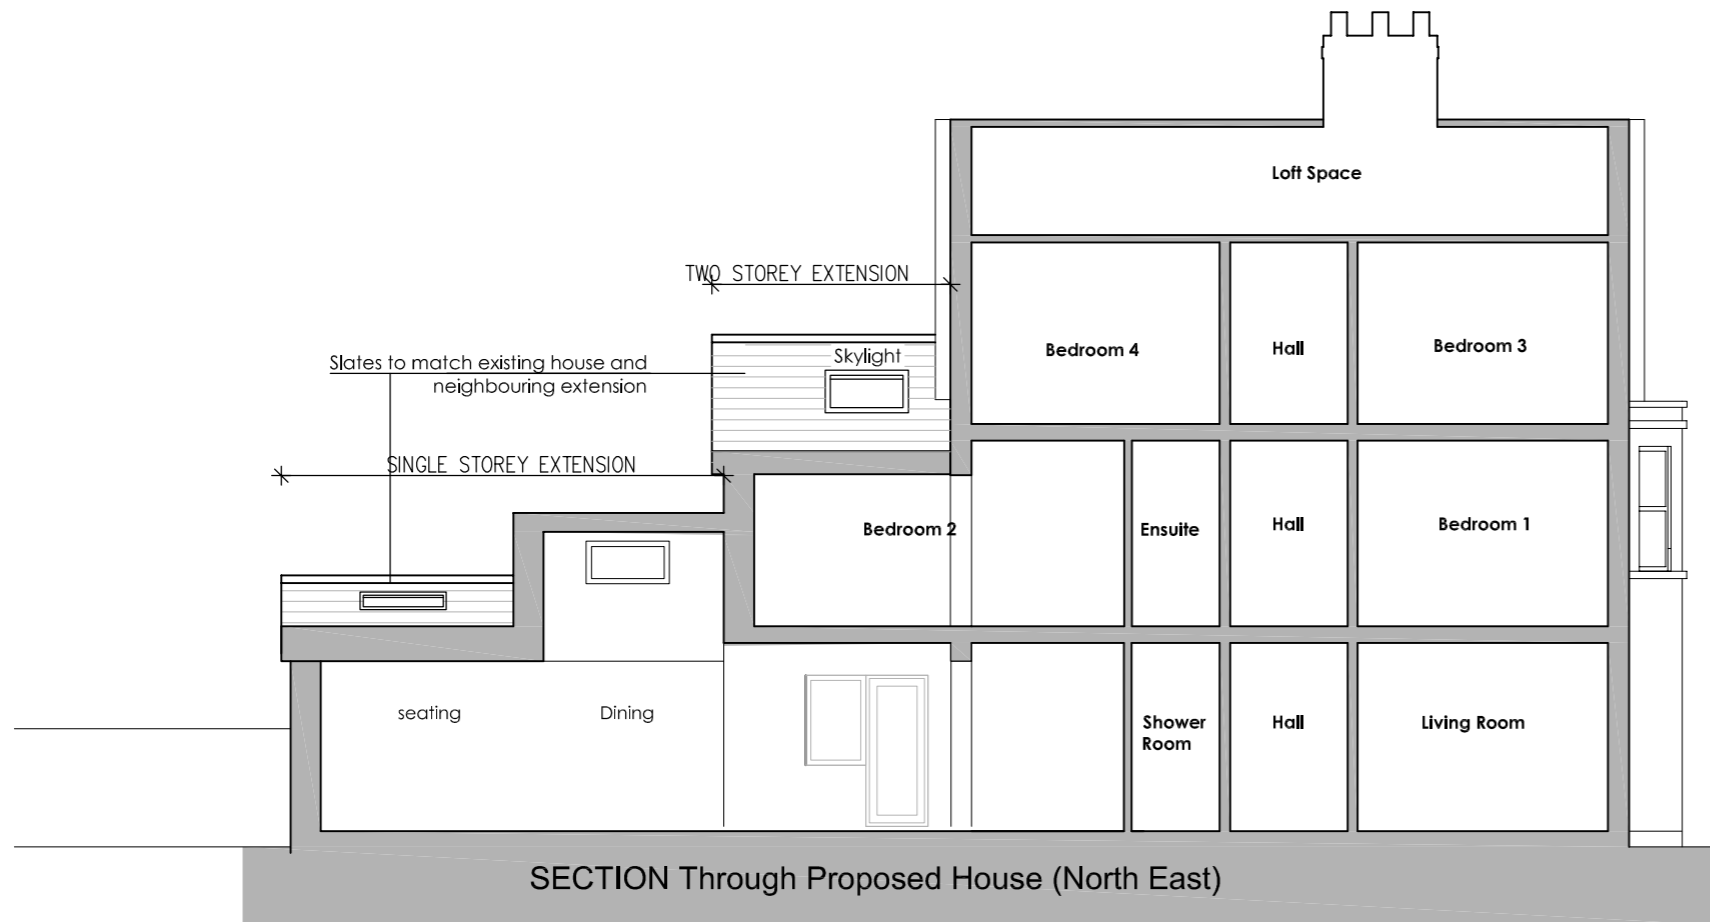 Loft Space
TWO STOREY EXTENSION
Skylight
Slates to match existing house and
neighbouring extension
Bedroom 4
Hall
Bedroom 3
SINGLE STOREY EXTENSION
Bedroom 2
Ensuite
Hall
Bedroom 1
seating
Dining
Shower
Room
Hall
Living Room
SECTION Through Proposed House (North East)